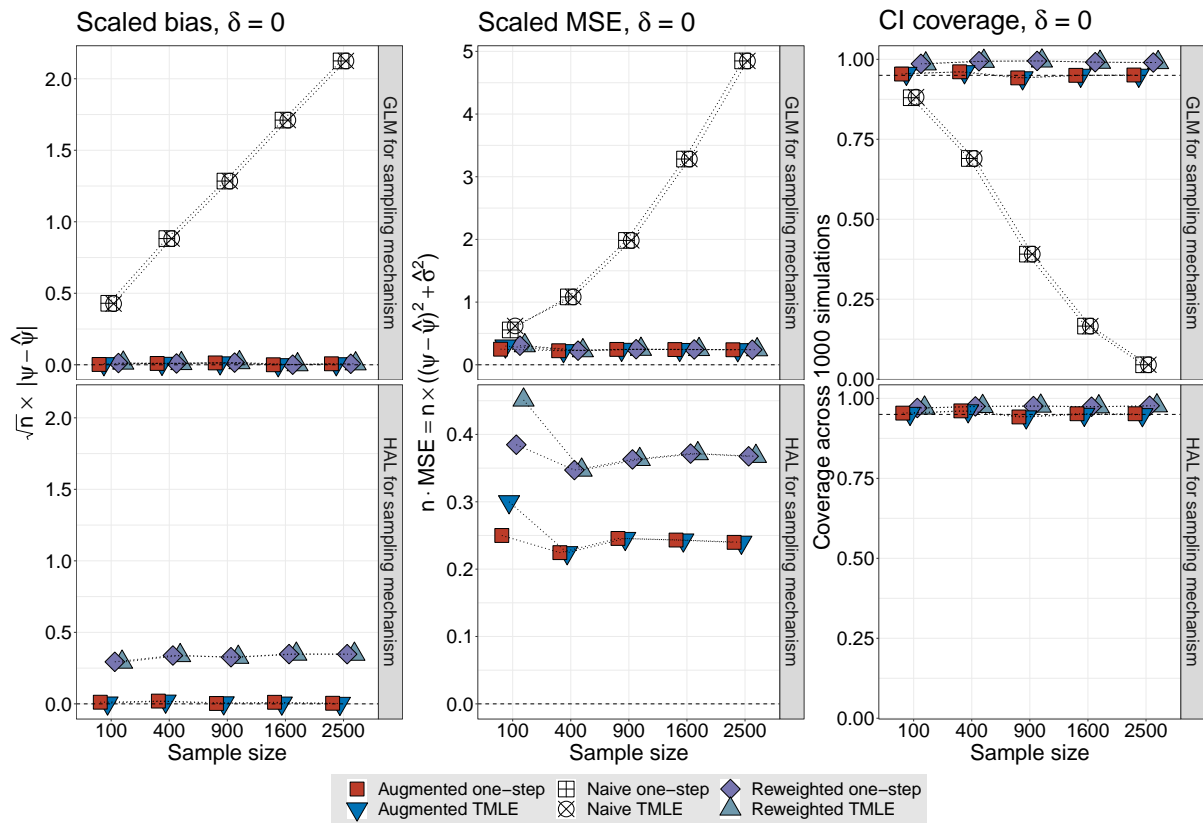 Scaled bias, δ = 0
Scaled MSE, δ = 0
CI coverage, δ = 0
√n × |ψ − ψ̂|
2.0
1.5
1.0
0.5
0.0
GLM for sampling mechanism
2.0
1.5
1.0
0.5
0.0
HAL for sampling mechanism
100 400 900 1600 2500
Sample size
n · MSE = n × ((ψ − ψ̂)² + σ̂²)
5
4
3
2
1
0
GLM for sampling mechanism
0.4
0.3
0.2
0.1
0.0
HAL for sampling mechanism
100 400 900 1600 2500
Sample size
Coverage across 1000 simulations
1.00
0.75
0.50
0.25
0.00
GLM for sampling mechanism
1.00
0.75
0.50
0.25
0.00
HAL for sampling mechanism
100 400 900 1600 2500
Sample size
Augmented one-step Naive one-step Reweighted one-step
Augmented TMLE Naive TMLE Reweighted TMLE